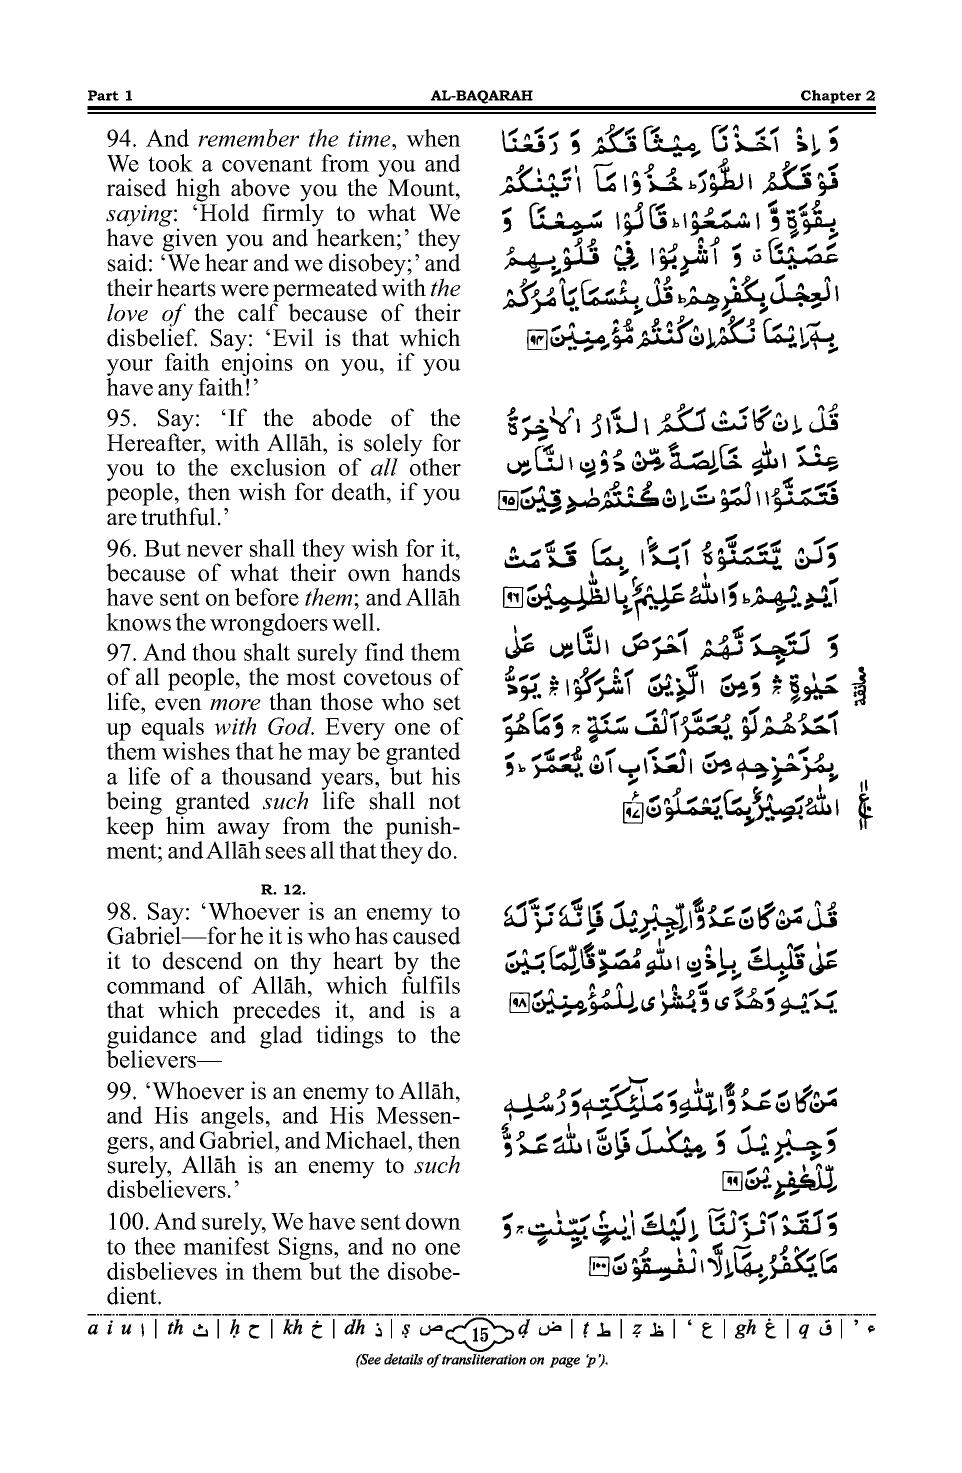 Part 1 AL-BAQARAH Chapter 2
94. And remember the time, when
We took a covenant from you and
raised high above you the Mount,
saying: ‘Hold firmly to what We
have given you and hearken;’ they
said: ‘We hear and we disobey;’ and
their hearts were permeated with the
love of the calf because of their
disbelief. Say: ‘Evil is that which
your faith enjoins on you, if you
have any faith!’
وَ اِذْ اَخَذْنَا مِيْثَاقَكُمْ وَ رَفَعْنَا
فَوْقَكُمُ الطُّوْرَ ؕ خُذُوْا مَاۤ اٰتَيْنٰكُمْ
بِقُوَّةٍ وَّ اسْمَعُوْا ؕ قَالُوْا سَمِعْنَا وَ
عَصَيْنَا ٭ وَ اُشْرِبُوْا فِيْ قُلُوْبِهِمُ
الْعِجْلَ بِكُفْرِهِمْ ؕ قُلْ بِئْسَمَا يَاْمُرُكُمْ
بِهٖۤ اِيْمَانُكُمْ اِنْ كُنْتُمْ مُّؤْمِنِيْنَ ۹۴
95. Say: ‘If the abode of the
Hereafter, with Allāh, is solely for
you to the exclusion of all other
people, then wish for death, if you
are truthful.’
قُلْ اِنْ كَانَتْ لَكُمُ الدَّارُ الْاٰخِرَةُ
عِنْدَ اللّٰهِ خَالِصَةً مِّنْ دُوْنِ النَّاسِ
فَتَمَنَّوُا الْمَوْتَ اِنْ كُنْتُمْ صٰدِقِيْنَ ۹۵
96. But never shall they wish for it,
because of what their own hands
have sent on before them; and Allāh
knows the wrongdoers well.
وَلَنْ يَّتَمَنَّوْهُ اَبَدًۢا بِمَا قَدَّمَتْ
اَيْدِيْهِمْ ؕ وَاللّٰهُ عَلِيْمٌۢ بِالظّٰلِمِيْنَ ۹۶
97. And thou shalt surely find them
of all people, the most covetous of
life, even more than those who set
up equals with God. Every one of
them wishes that he may be granted
a life of a thousand years, but his
being granted such life shall not
keep him away from the punish-
ment; and Allāh sees all that they do.
وَ لَتَجِدَنَّهُمْ اَحْرَصَ النَّاسِ عَلٰى
حَيٰوةٍ ۛ وَمِنَ الَّذِيْنَ اَشْرَكُوْا ۛ يَوَدُّ
معانقة
اَحَدُهُمْ لَوْ يُعَمَّرُ اَلْفَ سَنَةٍ ۚ وَمَا هُوَ
بِمُزَحْزِحِهٖ مِنَ الْعَذَابِ اَنْ يُّعَمَّرَ ؕ وَ
اللّٰهُ بَصِيْرٌۢ بِمَا يَعْمَلُوْنَ ۹۷
R. 12.
98. Say: ‘Whoever is an enemy to
Gabriel—for he it is who has caused
it to descend on thy heart by the
command of Allāh, which fulfils
that which precedes it, and is a
guidance and glad tidings to the
believers—
قُلْ مَنْ كَانَ عَدُوًّا لِّجِبْرِيْلَ فَاِنَّهٗ نَزَّلَهٗ
عَلٰى قَلْبِكَ بِاِذْنِ اللّٰهِ مُصَدِّقًا لِّمَا بَيْنَ
يَدَيْهِ وَهُدًى وَّبُشْرٰى لِلْمُؤْمِنِيْنَ ۹۸
99. ‘Whoever is an enemy to Allāh,
and His angels, and His Messen-
gers, and Gabriel, and Michael, then
surely, Allāh is an enemy to such
disbelievers.’
مَنْ كَانَ عَدُوًّا لِّلّٰهِ وَمَلٰٓئِكَتِهٖ وَرُسُلِهٖ
وَجِبْرِيْلَ وَ مِيْكٰىلَ فَاِنَّ اللّٰهَ عَدُوٌّ
لِّلْكٰفِرِيْنَ ۹۹
100. And surely, We have sent down
to thee manifest Signs, and no one
disbelieves in them but the disobe-
dient.
وَلَقَدْ اَنْزَلْنَاۤ اِلَيْكَ اٰيٰتٍۭ بَيِّنٰتٍ ۚ وَ
مَا يَكْفُرُ بِهَاۤ اِلَّا الْفٰسِقُوْنَ ۱۰۰
a i u ا | th ث | ḥ ح | kh خ | dh ذ | ṣ ص 15 ḍ ض | ṭ ط | ẓ ظ | ‘ ع | gh غ | q ق | ’ ء
(See details of transliteration on page ‘p’).